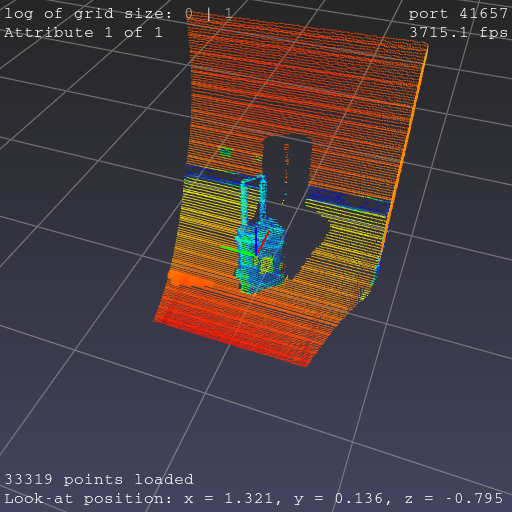 log of grid size: 0 | 1
port 41657
Attribute 1 of 1
3715.1 fps
33319 points loaded
Look-at position: x = 1.321, y = 0.136, z = -0.795